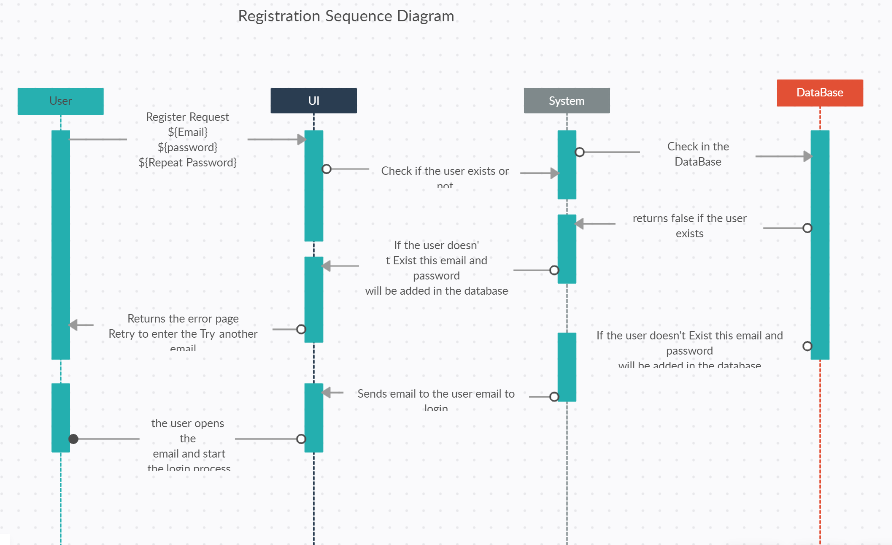 Registration Sequence Diagram
User
UI
System
DataBase
Register Request
${Email}
${password}
${Repeat Password}
Check if the user exists or
not
Check in the
DataBase
returns false if the user
exists
If the user doesn'
t Exist this email and
password
will be added in the database
Returns the error page
Retry to enter the Try another
email
If the user doesn't Exist this email and
password
will be added in the database
Sends email to the user email to
login
the user opens
the
email and start
the login process